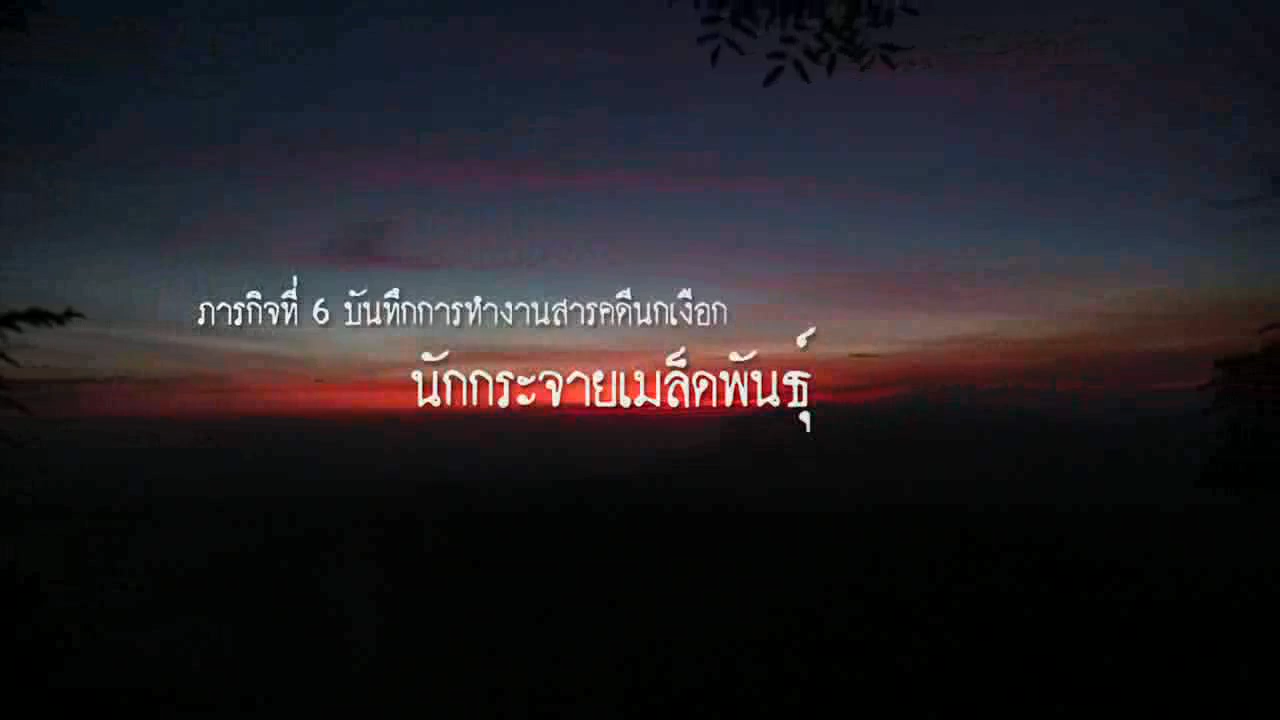 ภารกิจที่ 6 บันทึกการทำงานสารคดีนกเงือก
นักกระจายเมล็ดพันธุ์